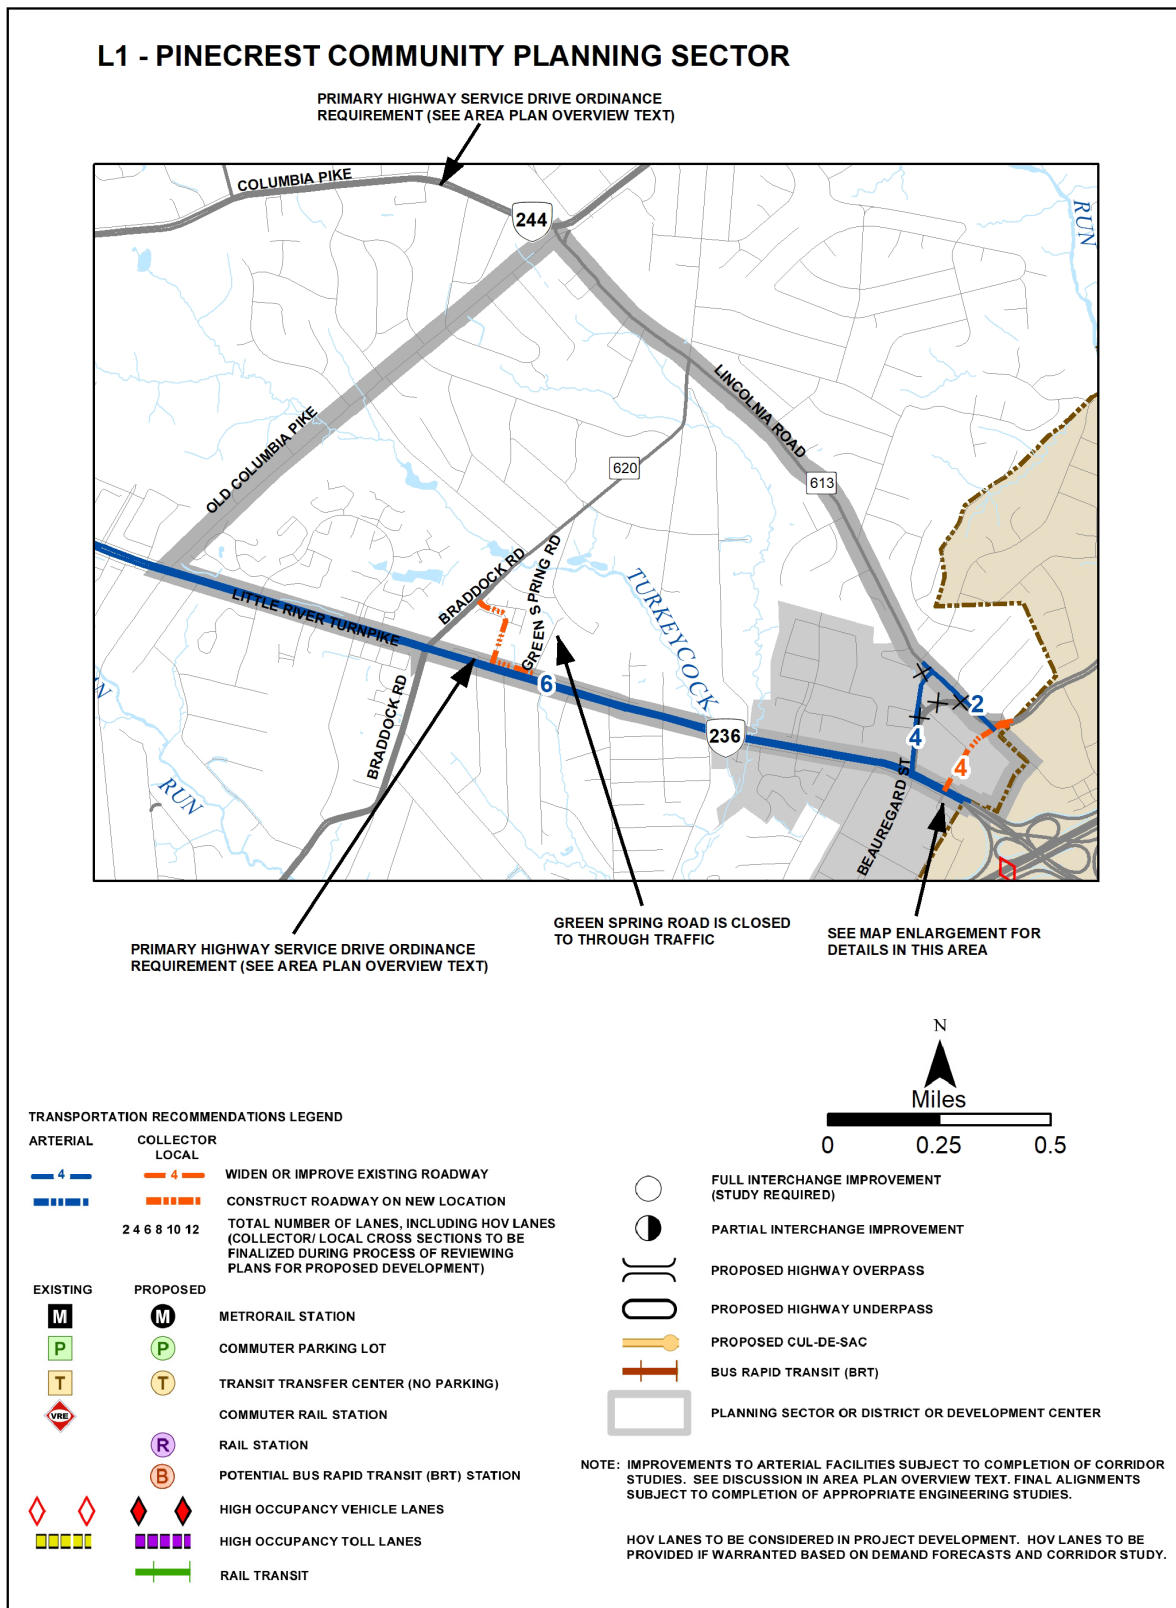 L1 - PINECREST COMMUNITY PLANNING SECTOR
PRIMARY HIGHWAY SERVICE DRIVE ORDINANCE
REQUIREMENT (SEE AREA PLAN OVERVIEW TEXT)
COLUMBIA PIKE
244
RUN
LINCOLNIA ROAD
OLD COLUMBIA PIKE
620
613
BRADDOCK RD
GREEN SPRING RD
TURKEYCOCK
LITTLE RIVER TURNPIKE
6
2
BRADDOCK RD
236
4
4
RUN
BEAUREGARD ST
GREEN SPRING ROAD IS CLOSED
TO THROUGH TRAFFIC
SEE MAP ENLARGEMENT FOR
DETAILS IN THIS AREA
PRIMARY HIGHWAY SERVICE DRIVE ORDINANCE
REQUIREMENT (SEE AREA PLAN OVERVIEW TEXT)
N
Miles
0 0.25 0.5
TRANSPORTATION RECOMMENDATIONS LEGEND
ARTERIAL COLLECTOR
LOCAL
4 4 WIDEN OR IMPROVE EXISTING ROADWAY
CONSTRUCT ROADWAY ON NEW LOCATION
2 4 6 8 10 12 TOTAL NUMBER OF LANES, INCLUDING HOV LANES
(COLLECTOR/ LOCAL CROSS SECTIONS TO BE
FINALIZED DURING PROCESS OF REVIEWING
PLANS FOR PROPOSED DEVELOPMENT)
EXISTING PROPOSED
M M METRORAIL STATION
P P COMMUTER PARKING LOT
T T TRANSIT TRANSFER CENTER (NO PARKING)
VRE COMMUTER RAIL STATION
R RAIL STATION
B POTENTIAL BUS RAPID TRANSIT (BRT) STATION
HIGH OCCUPANCY VEHICLE LANES
HIGH OCCUPANCY TOLL LANES
RAIL TRANSIT
FULL INTERCHANGE IMPROVEMENT
(STUDY REQUIRED)
PARTIAL INTERCHANGE IMPROVEMENT
PROPOSED HIGHWAY OVERPASS
PROPOSED HIGHWAY UNDERPASS
PROPOSED CUL-DE-SAC
BUS RAPID TRANSIT (BRT)
PLANNING SECTOR OR DISTRICT OR DEVELOPMENT CENTER
NOTE: IMPROVEMENTS TO ARTERIAL FACILITIES SUBJECT TO COMPLETION OF CORRIDOR
STUDIES. SEE DISCUSSION IN AREA PLAN OVERVIEW TEXT. FINAL ALIGNMENTS
SUBJECT TO COMPLETION OF APPROPRIATE ENGINEERING STUDIES.
HOV LANES TO BE CONSIDERED IN PROJECT DEVELOPMENT. HOV LANES TO BE
PROVIDED IF WARRANTED BASED ON DEMAND FORECASTS AND CORRIDOR STUDY.